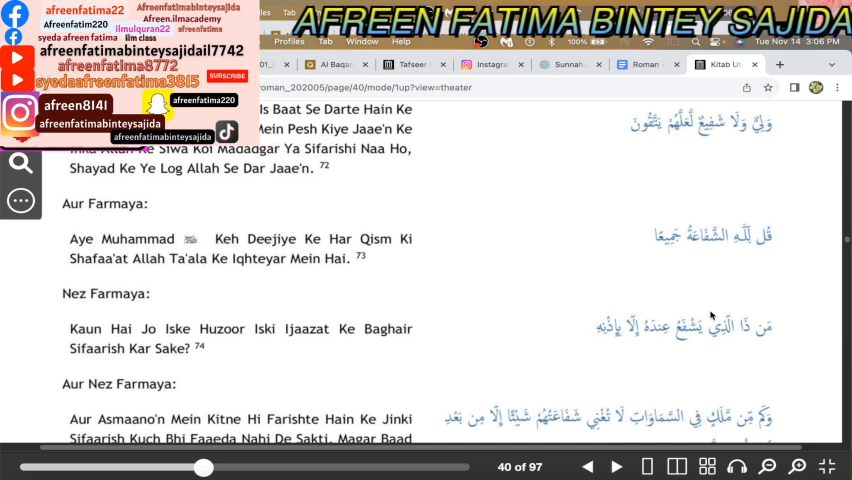 afreenfatima22
Afreenfatimabinteysajida
Afreen.ilmacademy
Afreenfatim220
ilmulquran22
afreenfatima
syeda afreen fatima
ilm class
afreenfatimabinteysajidail7742
afreenfatima8772
syedaafreenfatima3815
SUBSCRIBE
afreen8141
afreenfatima220
afreenfatimabinteysajida
afreenfatimabinteysajida
AFREEN FATIMA BINTEY SAJIDA
Profiles Tab
100%
Tue Nov 14 3:06 PM
Al Baqar
Tafseer
Instagr
Sunnah
Roman -
Kitab Ut
roman_202005/page/40/mode/1up?view=theater
Is Baat Se Darte Hain Ke
Mein Pesh Kiye Jaae'n Ke
Inka Allah Ke Siwa Koi Madadgar Ya Sifarishi Naa Ho,
Shayad Ke Ye Log Allah Se Dar Jaae'n. 72
وَلِيٌّ وَلَا شَفِيعٌ لَّعَلَّهُمْ يَتَّقُونَ
Aur Farmaya:
Aye Muhammad ﷺ Keh Deejiye Ke Har Qism Ki
Shafaa'at Allah Ta'ala Ke Iqhteyar Mein Hai. 73
قُل لِّلَّـهِ الشَّفَاعَةُ جَمِيعًا
Nez Farmaya:
Kaun Hai Jo Iske Huzoor Iski Ijaazat Ke Baghair
Sifaarish Kar Sake? 74
مَن ذَا الَّذِي يَشْفَعُ عِندَهُ إِلَّا بِإِذْنِهِ
Aur Nez Farmaya:
Aur Asmaano'n Mein Kitne Hi Farishte Hain Ke Jinki
Sifaarish Kuch Bhi Faaeda Nahi De Sakti, Magar Baad
وَكَم مِّن مَّلَكٍ فِي السَّمَاوَاتِ لَا تُغْنِي شَفَاعَتُهُمْ شَيْئًا إِلَّا مِن بَعْدِ
40 of 97